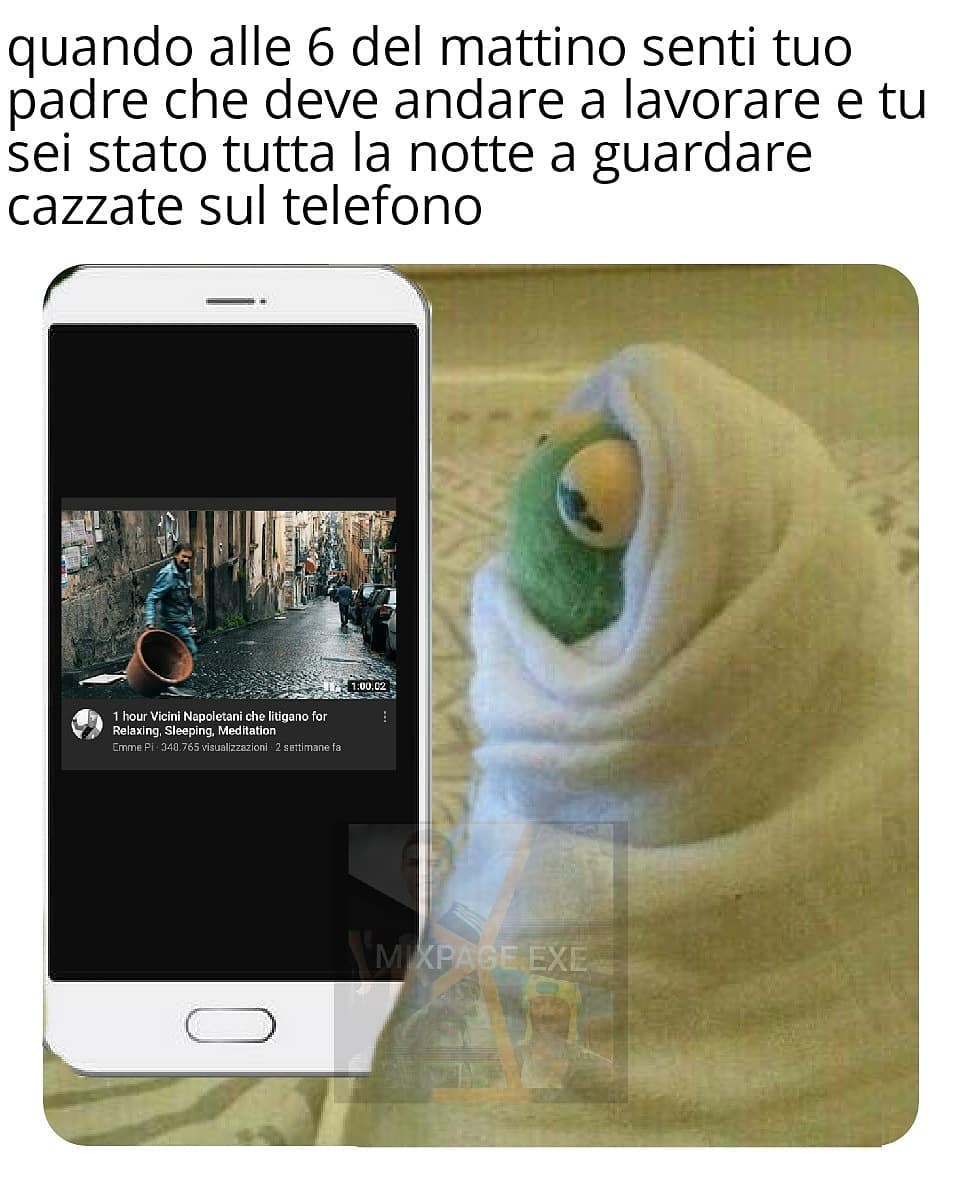 quando alle 6 del mattino senti tuo
padre che deve andare a lavorare e tu
sei stato tutta la notte a guardare
cazzate sul telefono
1:00:02
1 hour Vicini Napoletani che litigano for
Relaxing, Sleeping, Meditation
Emme Pi · 348.765 visualizzazioni · 2 settimane fa
MIXPAGE EXE